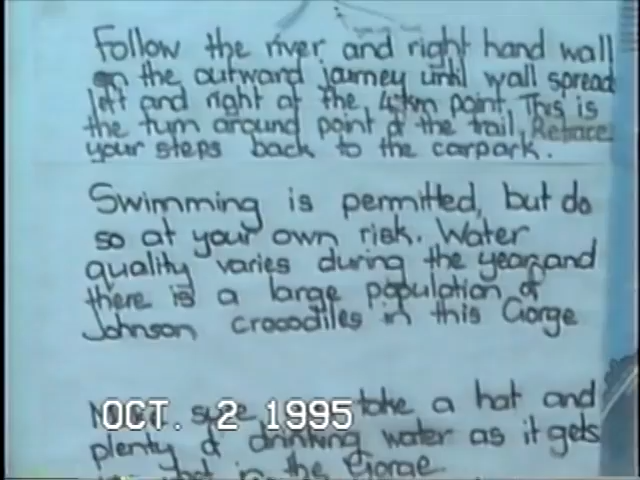 Follow the river and right hand wall
on the outward journey until wall spread
left and right at the 4km point. This is
the turn around point of the trail. Retrace
your steps back to the carpark.
Swimming is permitted, but do
so at your own risk. Water
quality varies during the year, and
there is a large population of
Johnson crocodiles in this Gorge
sure take a hat and
OCT. 2 1995
plenty of drinking water as it gets
hot in the Gorge